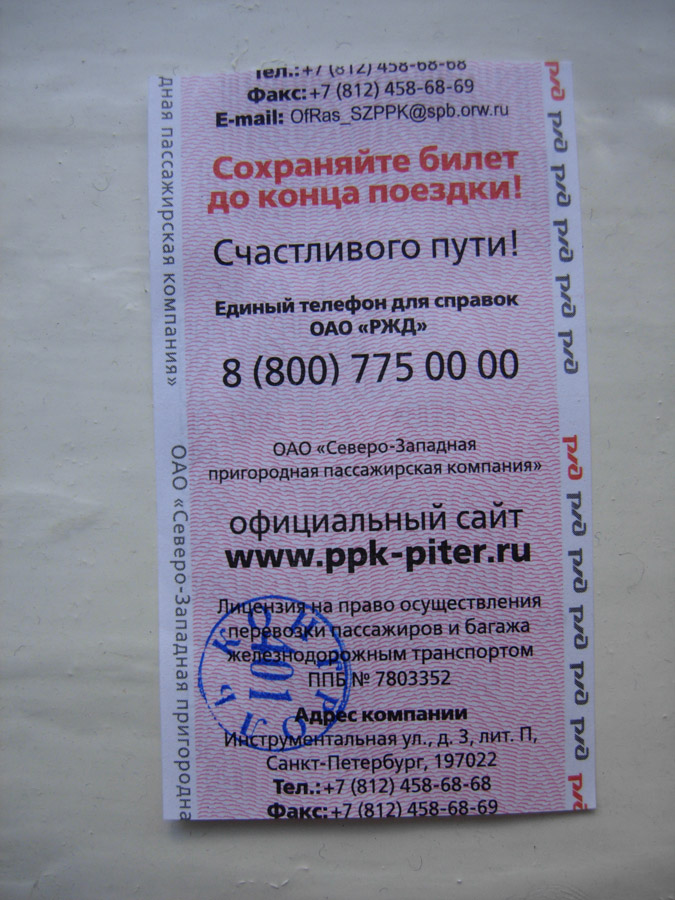 Тел.:+7 (812) 458-68-68
Факс:+7 (812) 458-68-69
E-mail: OfRas_SZPPK@spb.orw.ru
Сохраняйте билет
до конца поездки!
Счастливого пути!
Единый телефон для справок
ОАО «РЖД»
8 (800) 775 00 00
ОАО «Северо-Западная
пригородная пассажирская компания»
официальный сайт
www.ppk-piter.ru
Лицензия на право осуществления
перевозки пассажиров и багажа
железнодорожным транспортом
ППБ № 7803352
Адрес компании
Инструментальная ул., д. 3, лит. П,
Санкт-Петербург, 197022
Тел.:+7 (812) 458-68-68
Факс:+7 (812) 458-68-69
дная пассажирская компания»
ОАО «Северо-Западная пригородна
КОНТРОЛЬ
РЖД
РЖД
РЖД
РЖД
РЖД
РЖД
РЖД
РЖД
РЖД
РЖД
РЖД
РЖД
РЖД